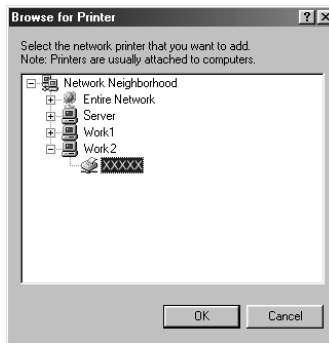 Browse for Printer
Select the network printer that you want to add.
Note: Printers are usually attached to computers.
Network Neighborhood
Entire Network
Server
Work1
Work2
XXXXX
OK Cancel